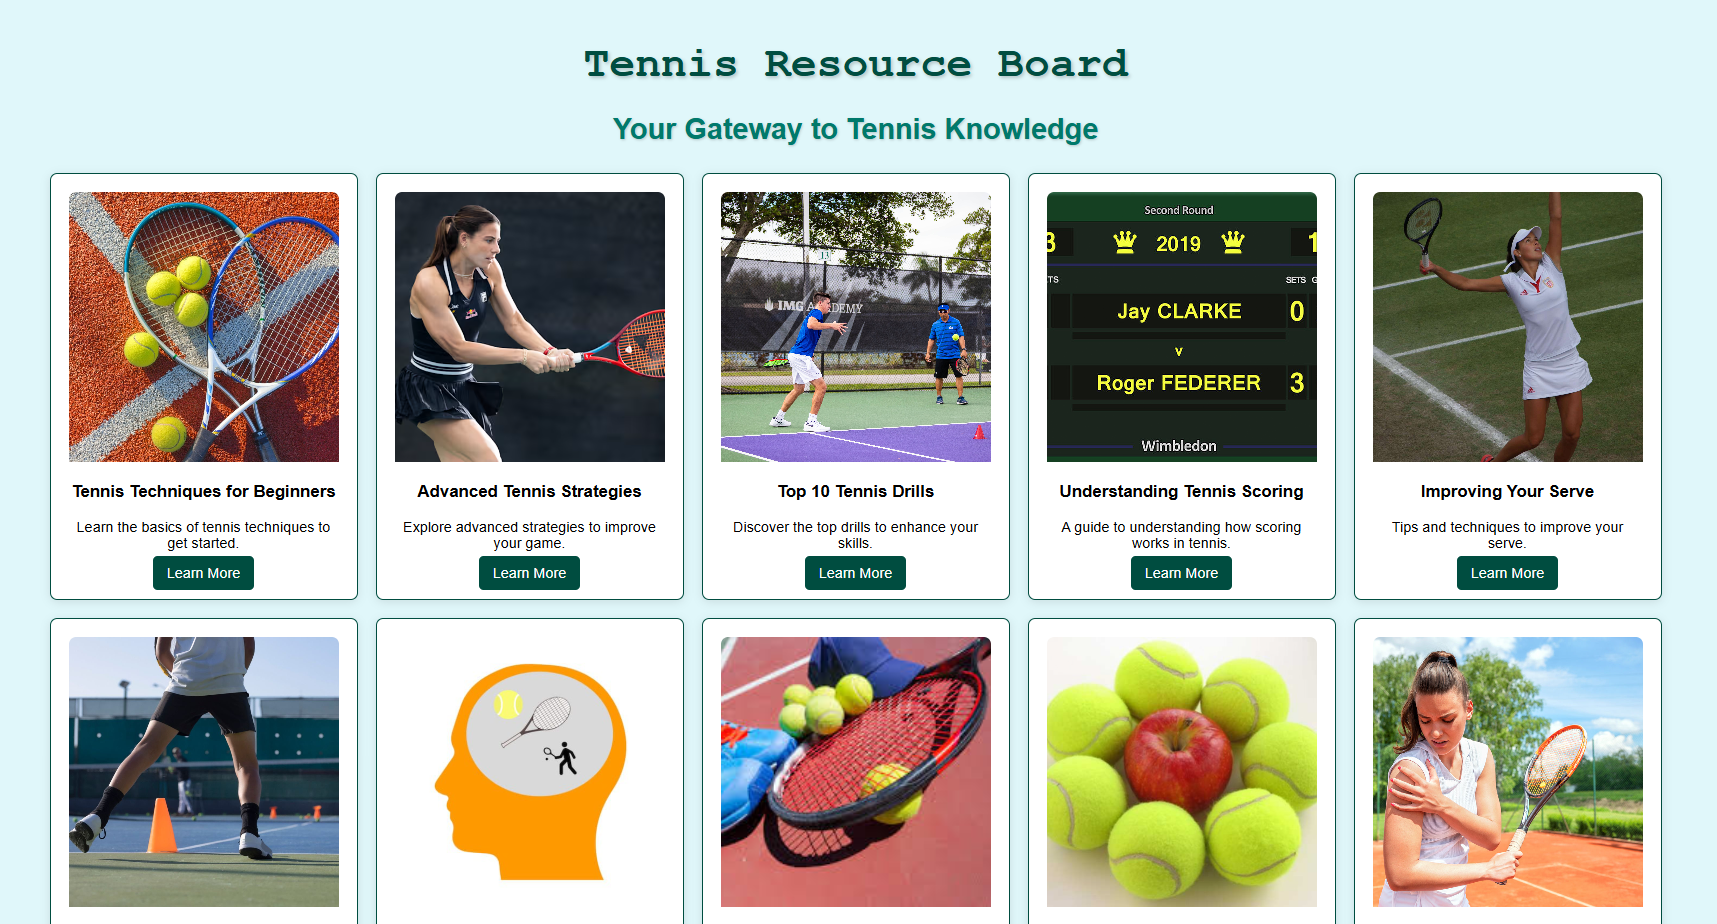 Tennis Resource Board
Your Gateway to Tennis Knowledge
IMG ACADEMY
Second Round
3 2019 1
TS SETS G
Jay CLARKE 0
v
Roger FEDERER 3
Wimbledon
Tennis Techniques for Beginners
Learn the basics of tennis techniques to
get started.
Learn More
Advanced Tennis Strategies
Explore advanced strategies to improve
your game.
Learn More
Top 10 Tennis Drills
Discover the top drills to enhance your
skills.
Learn More
Understanding Tennis Scoring
A guide to understanding how scoring
works in tennis.
Learn More
Improving Your Serve
Tips and techniques to improve your
serve.
Learn More